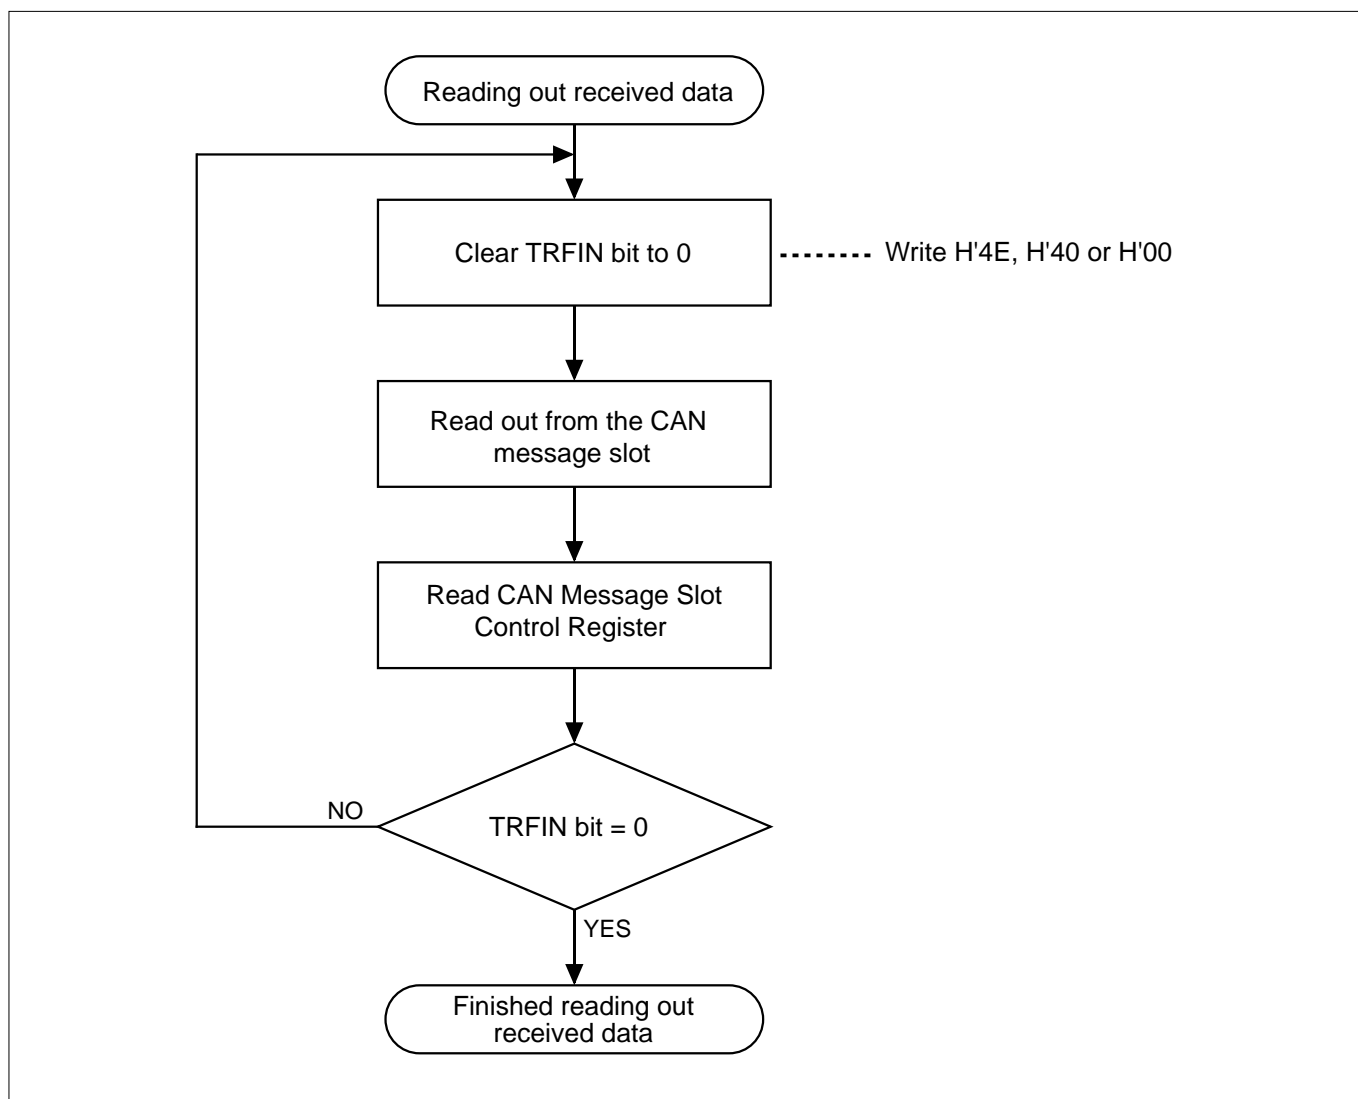 Reading out received data
Clear TRFIN bit to 0
Write H'4E, H'40 or H'00
Read out from the CAN
message slot
Read CAN Message Slot
Control Register
NO
TRFIN bit = 0
YES
Finished reading out
received data